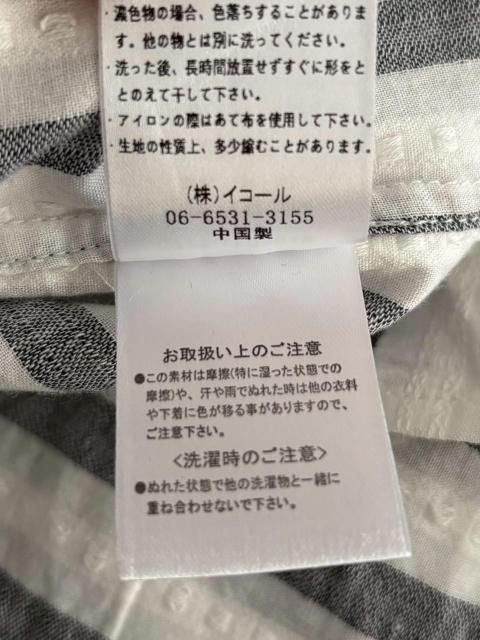 ・濃色物の場合、色落ちすることがありま
す。他の物とは別に洗ってください。
・洗った後、長時間放置せずすぐに形をと
とのえて干して下さい。
・アイロンの際はあて布を使用して下さい。
・生地の性質上、多少縮むことがあります。
(株)イコール
06-6531-3155
中国製
お取扱い上のご注意
●この素材は摩擦(特に湿った状態での
摩擦)や、汗や雨でぬれた時は他の衣料
や下着に色が移る事がありますので、
ご注意下さい。
<洗濯時のご注意>
●ぬれた状態で他の洗濯物と一緒に
重ね合わせないで下さい。